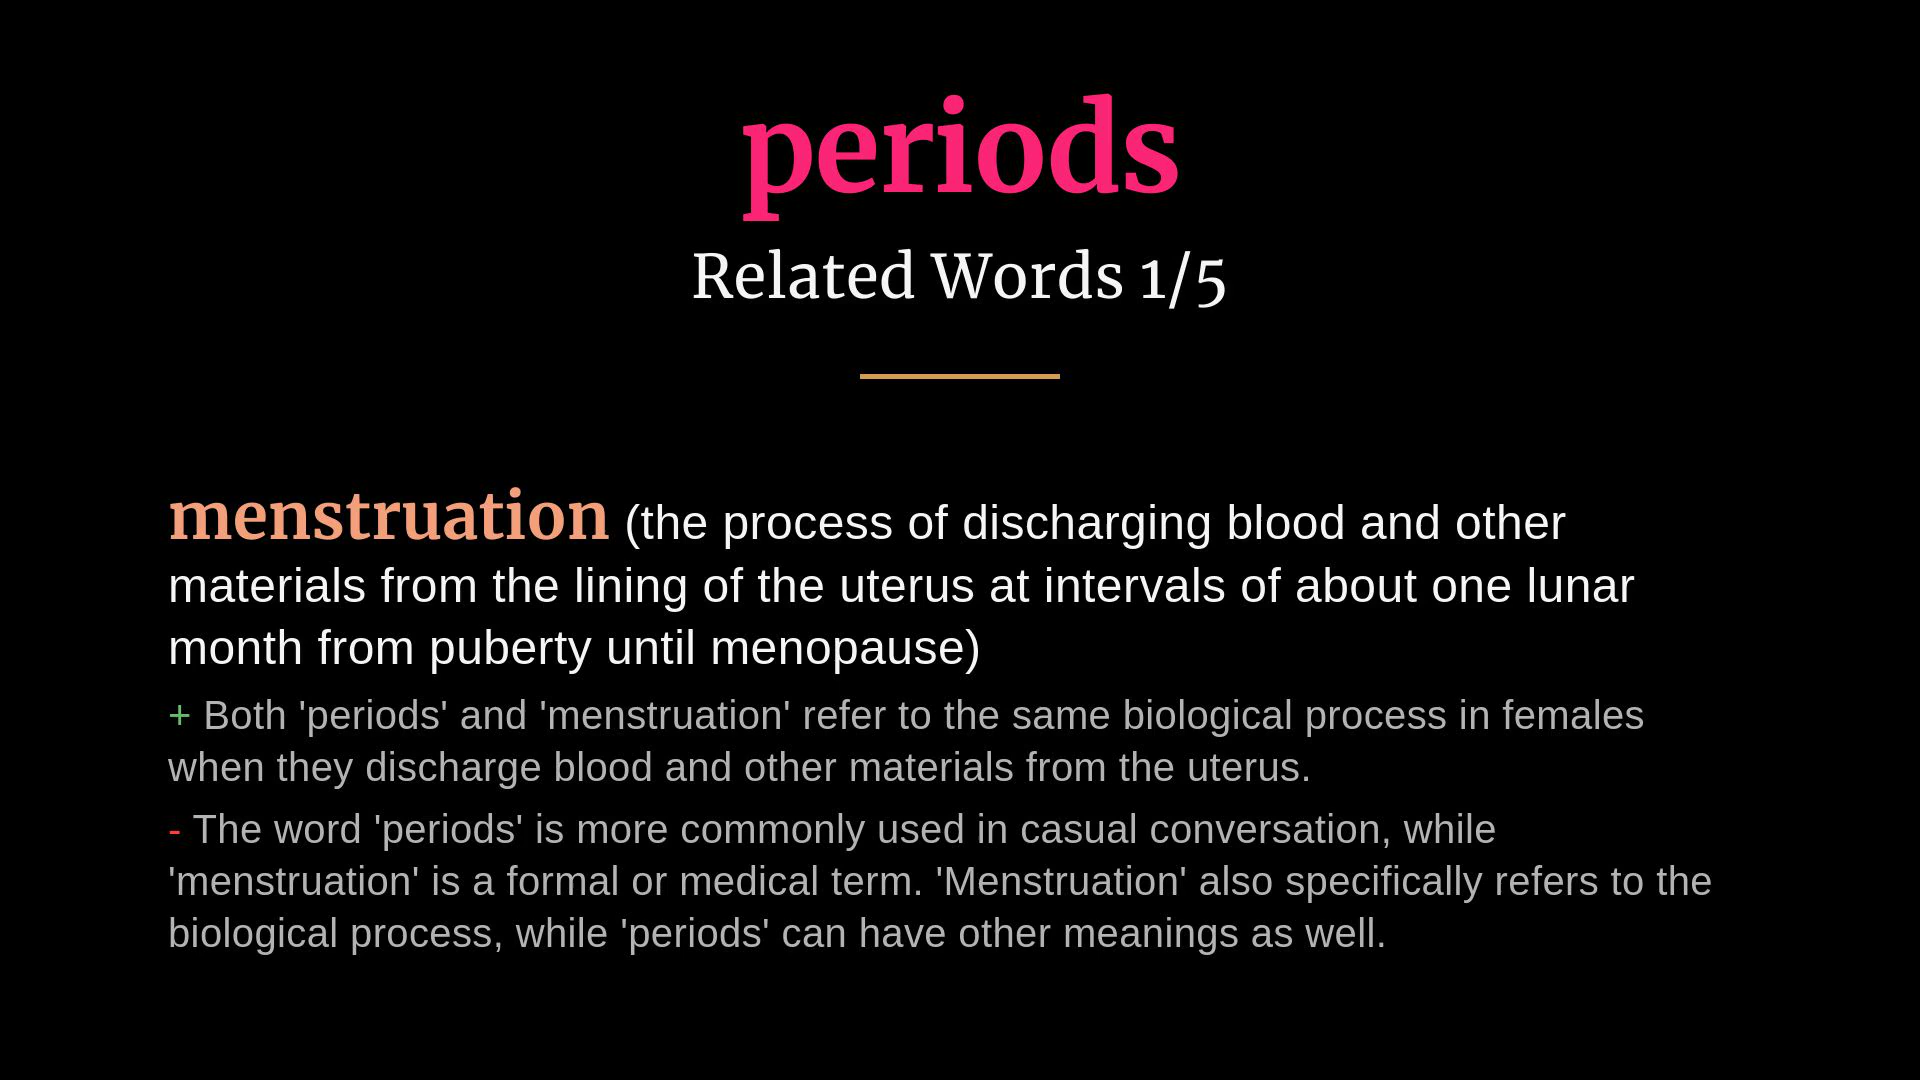 periods
Related Words 1/5
menstruation (the process of discharging blood and other
materials from the lining of the uterus at intervals of about one lunar
month from puberty until menopause)
+ Both 'periods' and 'menstruation' refer to the same biological process in females
when they discharge blood and other materials from the uterus.
- The word 'periods' is more commonly used in casual conversation, while
'menstruation' is a formal or medical term. 'Menstruation' also specifically refers to the
biological process, while 'periods' can have other meanings as well.